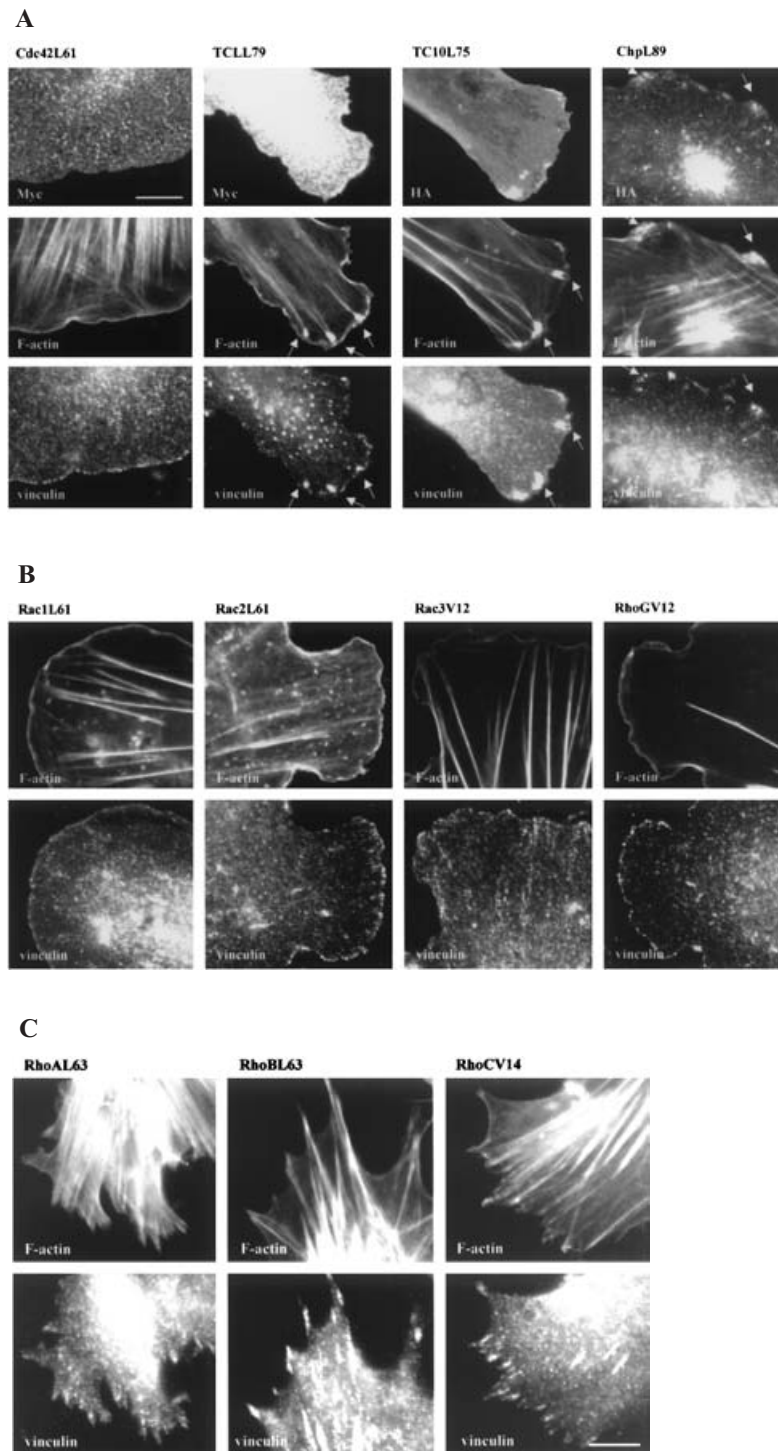 A
Cdc42L61 TCLL79 TC10L75 ChpL89
Myc Myc HA HA
F-actin F-actin F-actin F-actin
vinculin vinculin vinculin vinculin
B
Rac1L61 Rac2L61 Rac3V12 RhoGV12
F-actin F-actin F-actin F-actin
vinculin vinculin vinculin vinculin
C
RhoAL63 RhoBL63 RhoCV14
F-actin F-actin F-actin
vinculin vinculin vinculin